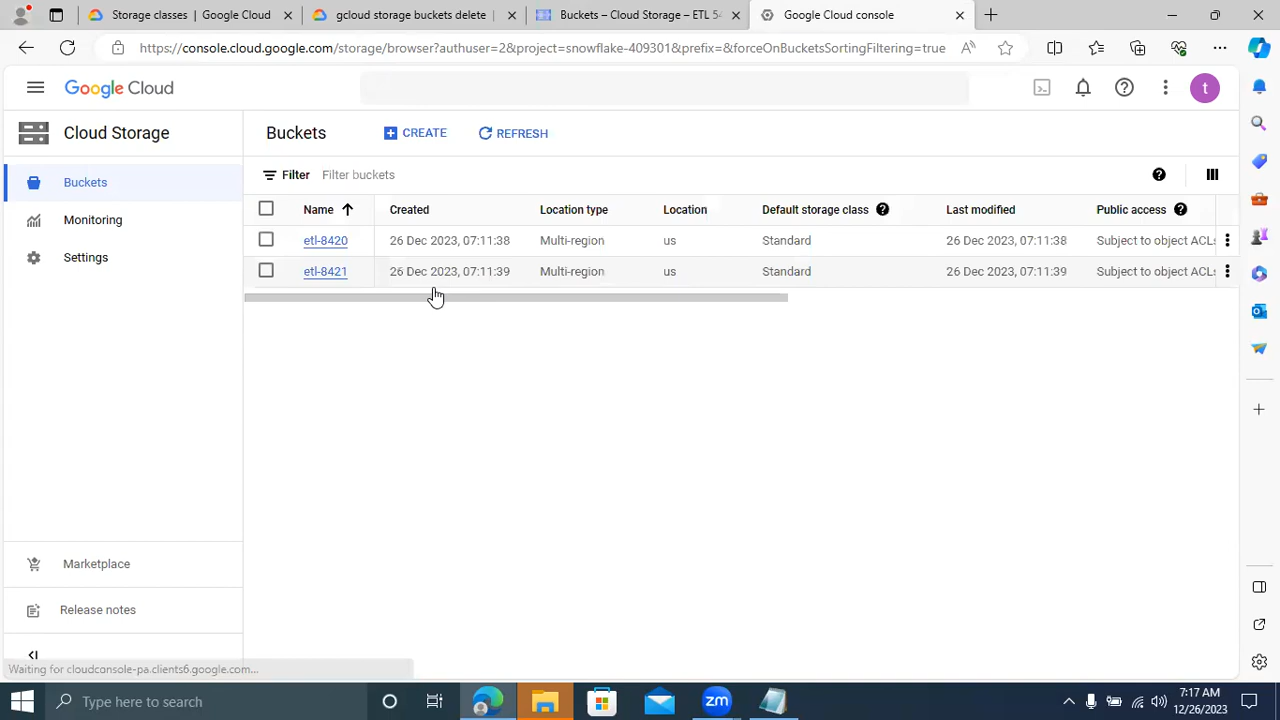 Storage classes | Google Cloud
gcloud storage buckets delete |
Buckets – Cloud Storage – ETL 5
Google Cloud console
https://console.cloud.google.com/storage/browser?authuser=2&project=snowflake-409301&prefix=&forceOnBucketsSortingFiltering=true
Google Cloud
t
Cloud Storage
Buckets
CREATE
REFRESH
Buckets
Filter
Filter buckets
Monitoring
Name
Created
Location type
Location
Default storage class
Last modified
Public access
etl-8420
26 Dec 2023, 07:11:38
Multi-region
us
Standard
26 Dec 2023, 07:11:38
Subject to object ACLs
Settings
etl-8421
26 Dec 2023, 07:11:39
Multi-region
us
Standard
26 Dec 2023, 07:11:39
Subject to object ACLs
Marketplace
Release notes
Waiting for cloudconsole-pa.clients6.google.com...
Type here to search
zm
7:17 AM
12/26/2023